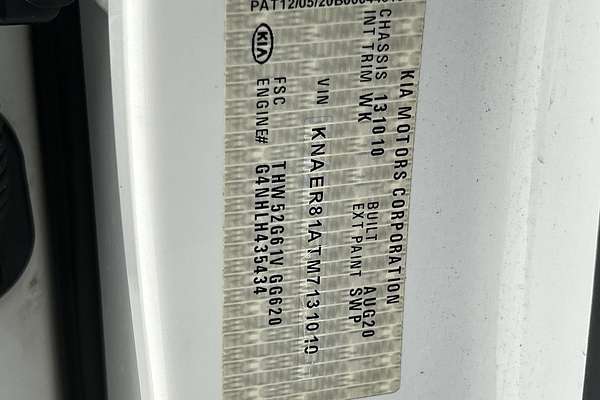 KIA MOTORS CORPORATION
CHASSIS 131010 BUILT AUG20
INT TRIM WK EXT PAINT SWP
VIN KNAER81ATM7131010
FSC THW52G61V GG620
ENGINE# G4NHLH435434
KIA